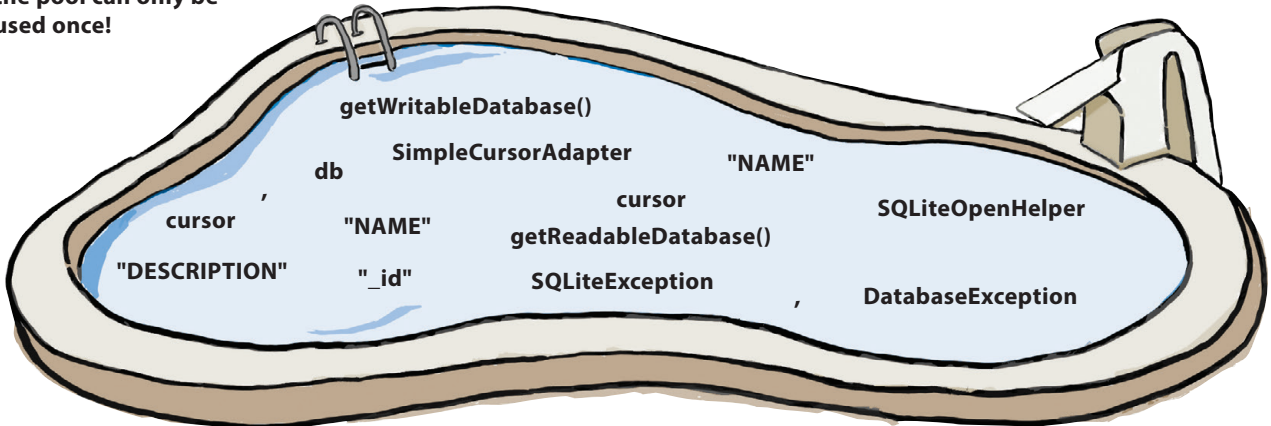 the pool can only be
used once!
getWritableDatabase()
SimpleCursorAdapter
"NAME"
db
,
cursor
SQLiteOpenHelper
cursor
"NAME"
getReadableDatabase()
"DESCRIPTION"
"_id"
SQLiteException
,
DatabaseException